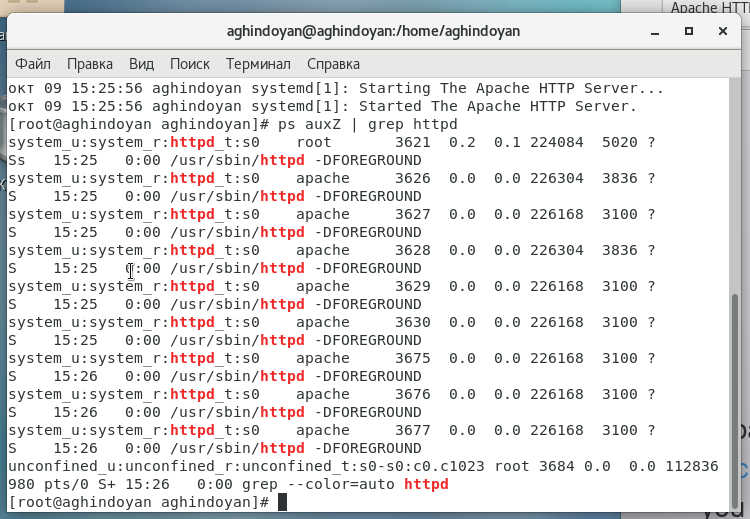 Apache HTT
aghindoyan@aghindoyan:/home/aghindoyan
Файл Правка Вид Поиск Терминал Справка
окт 09 15:25:56 aghindoyan systemd[1]: Starting The Apache HTTP Server...
окт 09 15:25:56 aghindoyan systemd[1]: Started The Apache HTTP Server.
[root@aghindoyan aghindoyan]# ps auxZ | grep httpd
system_u:system_r:httpd_t:s0    root       3621  0.2  0.1 224084  5020 ?
Ss   15:25   0:00 /usr/sbin/httpd -DFOREGROUND
system_u:system_r:httpd_t:s0    apache     3626  0.0  0.0 226304  3836 ?
S    15:25   0:00 /usr/sbin/httpd -DFOREGROUND
system_u:system_r:httpd_t:s0    apache     3627  0.0  0.0 226168  3100 ?
S    15:25   0:00 /usr/sbin/httpd -DFOREGROUND
system_u:system_r:httpd_t:s0    apache     3628  0.0  0.0 226304  3836 ?
S    15:25   0:00 /usr/sbin/httpd -DFOREGROUND
system_u:system_r:httpd_t:s0    apache     3629  0.0  0.0 226168  3100 ?
S    15:25   0:00 /usr/sbin/httpd -DFOREGROUND
system_u:system_r:httpd_t:s0    apache     3630  0.0  0.0 226168  3100 ?
S    15:25   0:00 /usr/sbin/httpd -DFOREGROUND
system_u:system_r:httpd_t:s0    apache     3675  0.0  0.0 226168  3100 ?
S    15:26   0:00 /usr/sbin/httpd -DFOREGROUND
system_u:system_r:httpd_t:s0    apache     3676  0.0  0.0 226168  3100 ?
S    15:26   0:00 /usr/sbin/httpd -DFOREGROUND
system_u:system_r:httpd_t:s0    apache     3677  0.0  0.0 226168  3100 ?
S    15:26   0:00 /usr/sbin/httpd -DFOREGROUND
unconfined_u:unconfined_r:unconfined_t:s0-s0:c0.c1023 root 3684 0.0  0.0 112836
980 pts/0 S+ 15:26   0:00 grep --color=auto httpd
[root@aghindoyan aghindoyan]#
you